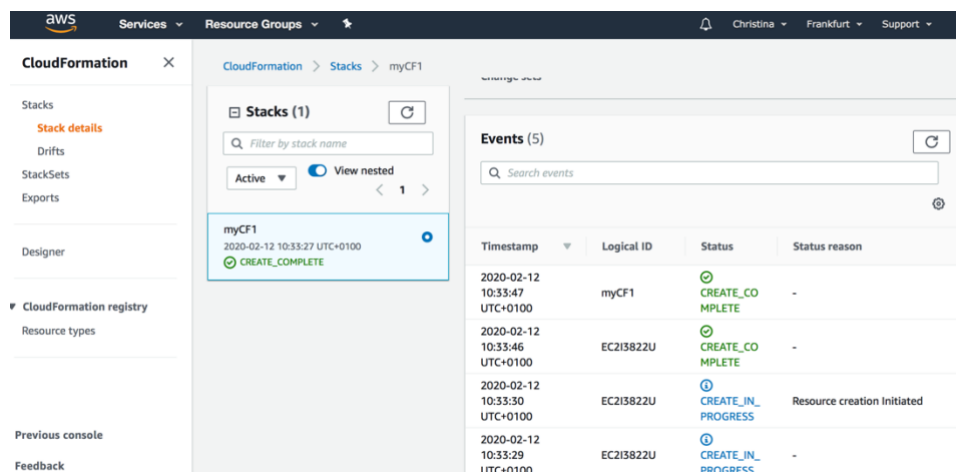 aws
Services
Resource Groups
Christina
Frankfurt
Support
CloudFormation
Stacks
Stack details
Drifts
StackSets
Exports
Designer
CloudFormation registry
Resource types
Previous console
Feedback
CloudFormation > Stacks > myCF1
Stacks (1)
Filter by stack name
Active
View nested
< 1 >
myCF1
2020-02-12 10:33:27 UTC+0100
CREATE_COMPLETE
Change sets
Events (5)
Search events
Timestamp Logical ID Status Status reason
2020-02-12
10:33:47
UTC+0100
myCF1
CREATE_CO
MPLETE
-
2020-02-12
10:33:46
UTC+0100
EC2I3822U
CREATE_CO
MPLETE
-
2020-02-12
10:33:30
UTC+0100
EC2I3822U
CREATE_IN_
PROGRESS
Resource creation Initiated
2020-02-12
10:33:29
UTC+0100
EC2I3822U
CREATE_IN_
PROGRESS
-